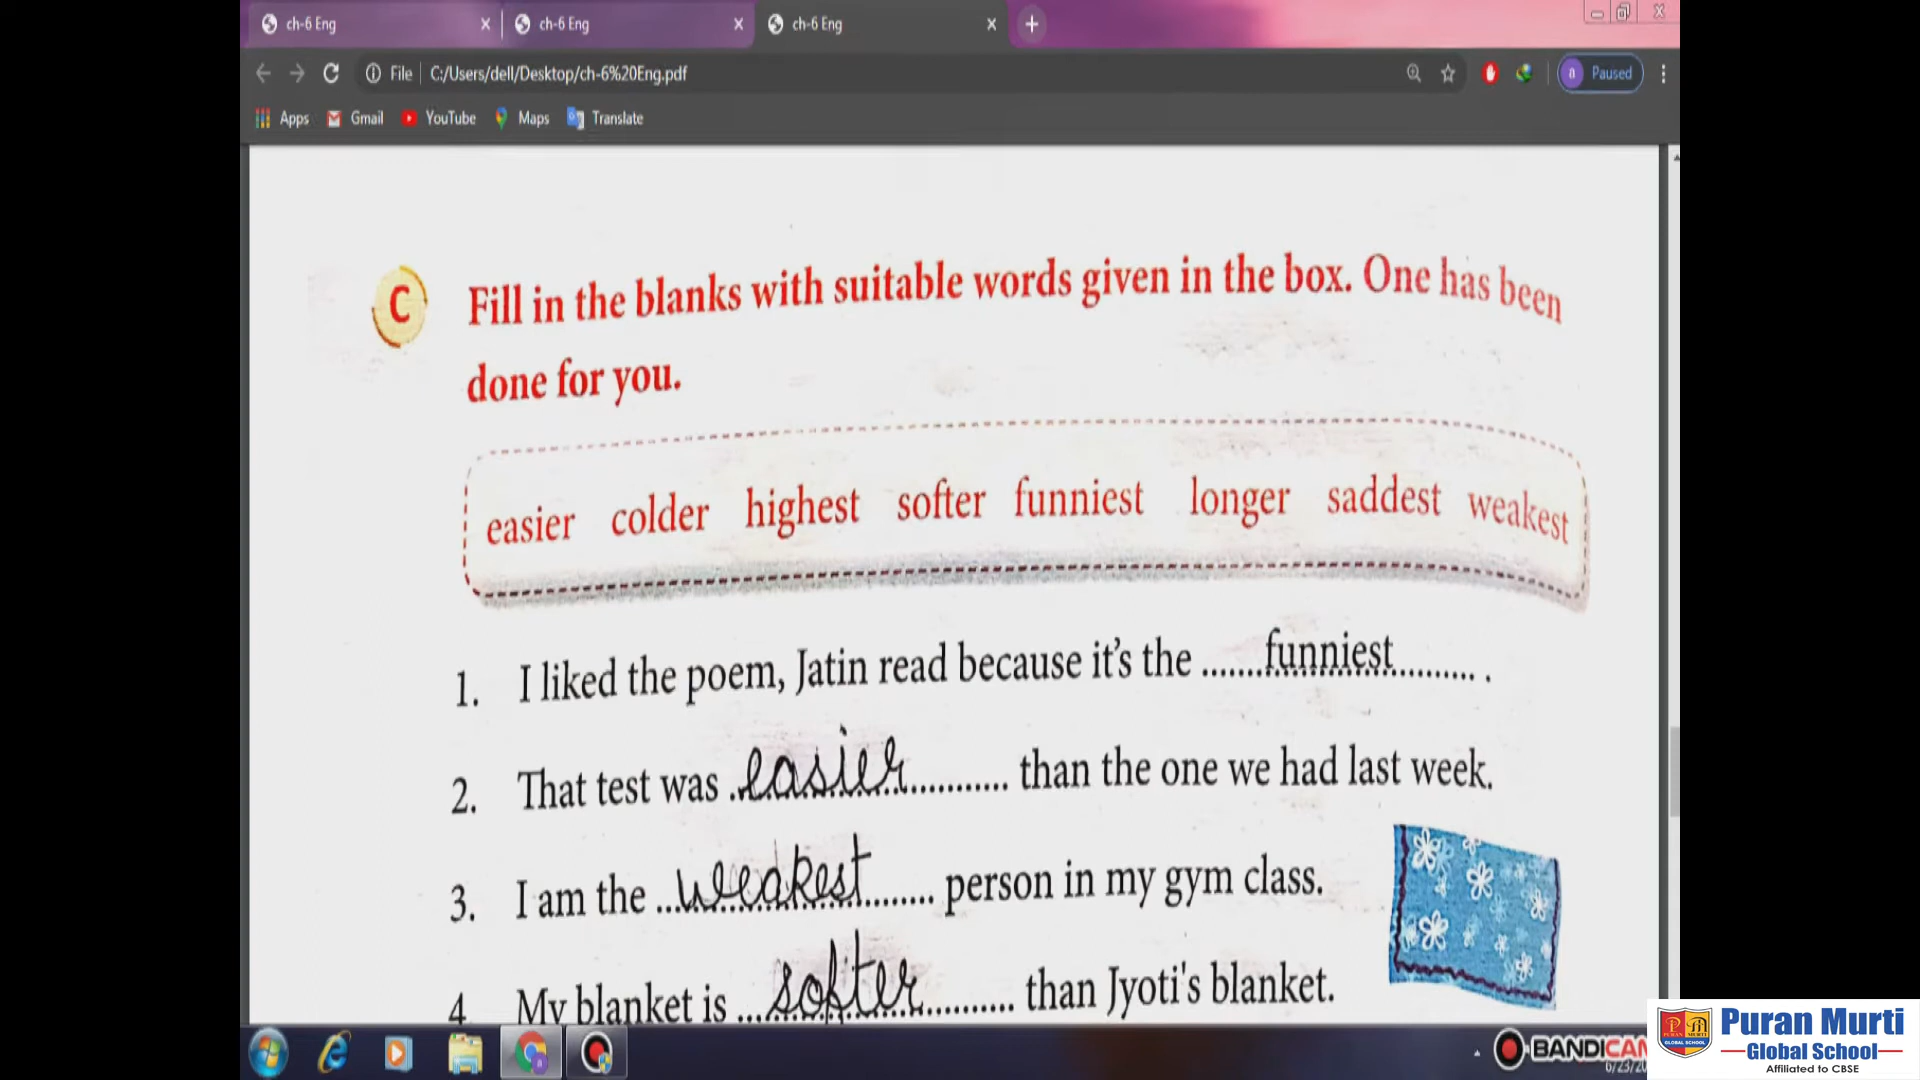 ch-6 Eng
ch-6 Eng
ch-6 Eng
File C:/Users/dell/Desktop/ch-6%20Eng.pdf
Paused
Apps Gmail YouTube Maps Translate
C Fill in the blanks with suitable words given in the box. One has been
done for you.
easier colder highest softer funniest longer saddest weakest
1. I liked the poem, Jatin read because it's the ......funniest......... .
2. That test was ..easier.......... than the one we had last week.
3. I am the ...weakest....... person in my gym class.
4 My blanket is ...softer......... than Jyoti's blanket.
BANDICAM
6/23/20
Puran Murti
Global School
Affiliated to CBSE